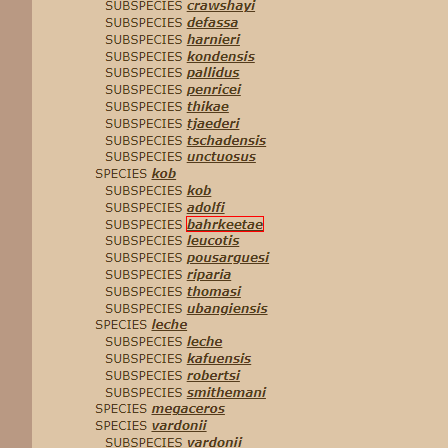 SUBSPECIES crawshayi
SUBSPECIES defassa
SUBSPECIES harnieri
SUBSPECIES kondensis
SUBSPECIES pallidus
SUBSPECIES penricei
SUBSPECIES thikae
SUBSPECIES tjaederi
SUBSPECIES tschadensis
SUBSPECIES unctuosus
SPECIES kob
SUBSPECIES kob
SUBSPECIES adolfi
SUBSPECIES bahrkeetae
SUBSPECIES leucotis
SUBSPECIES pousarguesi
SUBSPECIES riparia
SUBSPECIES thomasi
SUBSPECIES ubangiensis
SPECIES leche
SUBSPECIES leche
SUBSPECIES kafuensis
SUBSPECIES robertsi
SUBSPECIES smithemani
SPECIES megaceros
SPECIES vardonii
SUBSPECIES vardonii